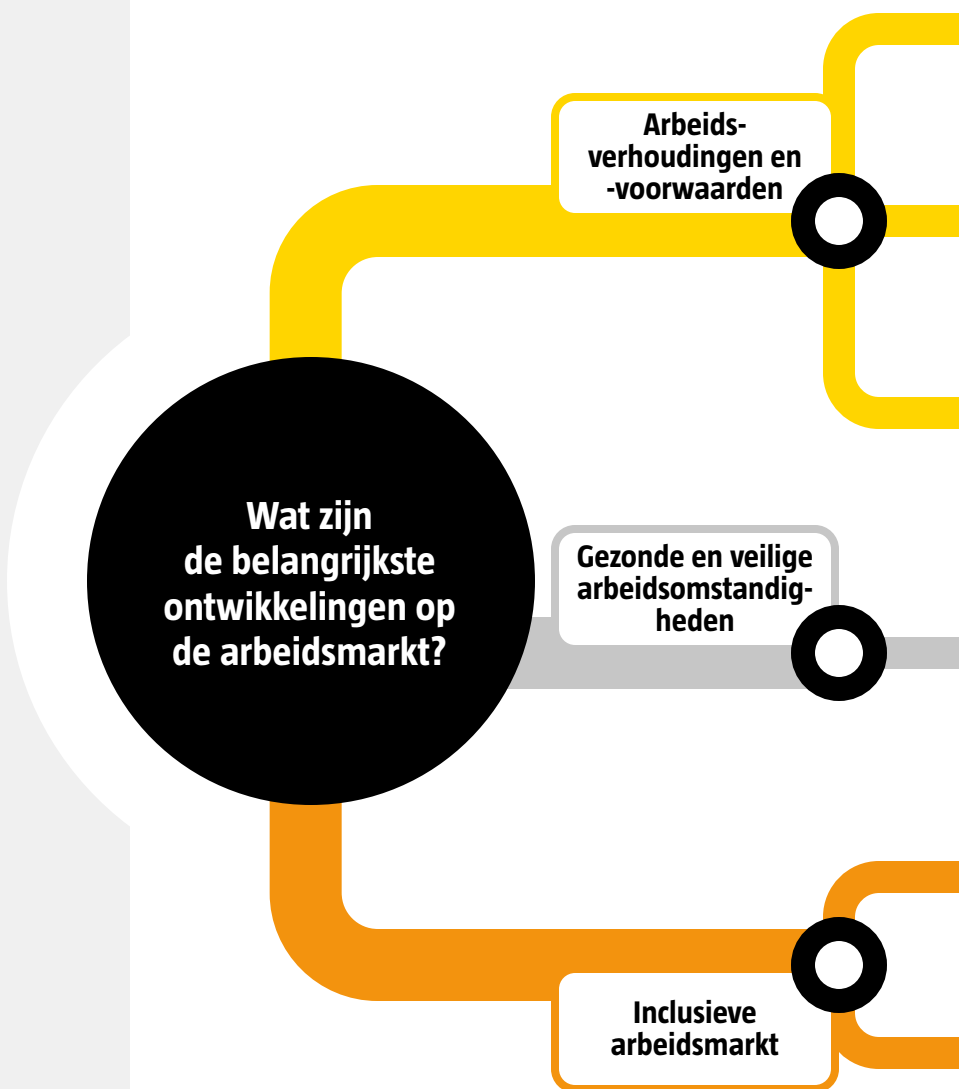 Arbeids-
verhoudingen en
-voorwaarden
Wat zijn
de belangrijkste
ontwikkelingen op
de arbeidsmarkt?
Gezonde en veilige
arbeidsomstandig-
heden
Inclusieve
arbeidsmarkt